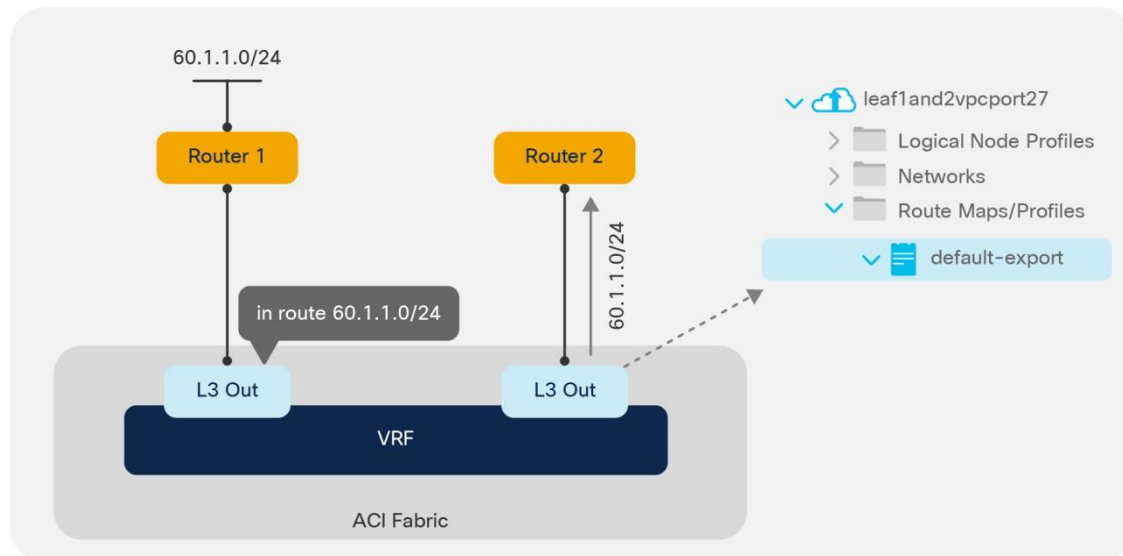 60.1.1.0/24
Router 1
Router 2
in route 60.1.1.0/24
60.1.1.0/24
L3 Out
L3 Out
VRF
ACI Fabric
leaf1and2vpcport27
Logical Node Profiles
Networks
Route Maps/Profiles
default-export